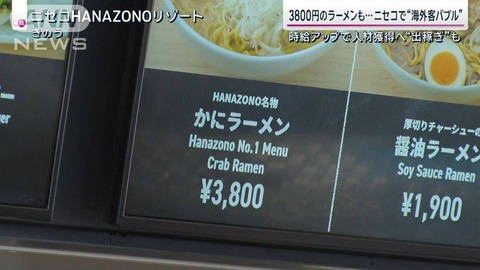 ニセコHANAZONOリゾート
きのう
3800円のラーメンも…ニセコで“海外客バブル”
時給アップで人材獲得へ“出稼ぎ”も
ANN
HANAZONO名物
かにラーメン
Hanazono No.1 Menu
Crab Ramen
¥3,800
厚切りチャーシューの
醤油ラーメン
Soy Sauce Ramen
¥1,900